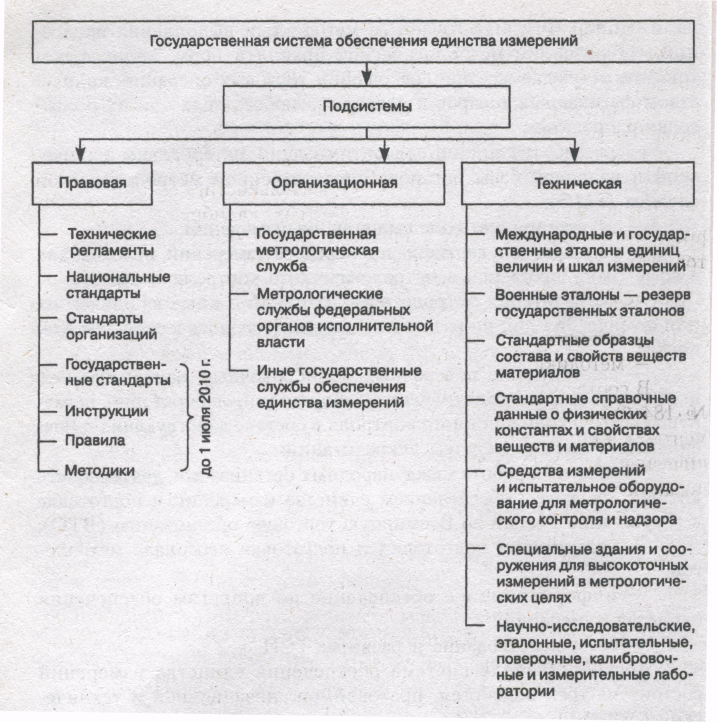 Государственная система обеспечения единства измерений
Подсистемы
Правовая
Технические
регламенты
Национальные
стандарты
Стандарты
организаций
Государствен-
ные стандарты
Инструкции
Правила
Методики
до 1 июля 2010 г.
Организационная
Государственная
метрологическая
служба
Метрологические
службы федеральных
органов исполнительной
власти
Иные государственные
службы обеспечения
единства измерений
Техническая
Международные и государ-
ственные эталоны единиц
величин и шкал измерений
Военные эталоны — резерв
государственных эталонов
Стандартные образцы
состава и свойств веществ
материалов
Стандартные справочные
данные о физических
константах и свойствах
веществ и материалов
Средства измерений
и испытательное оборудо-
вание для метрологиче-
ского контроля и надзора
Специальные здания и соо-
ружения для высокоточных
измерений в метрологиче-
ских целях
Научно-исследовательские,
эталонные, испытательные,
поверочные, калибровоч-
ные и измерительные лабо-
ратории